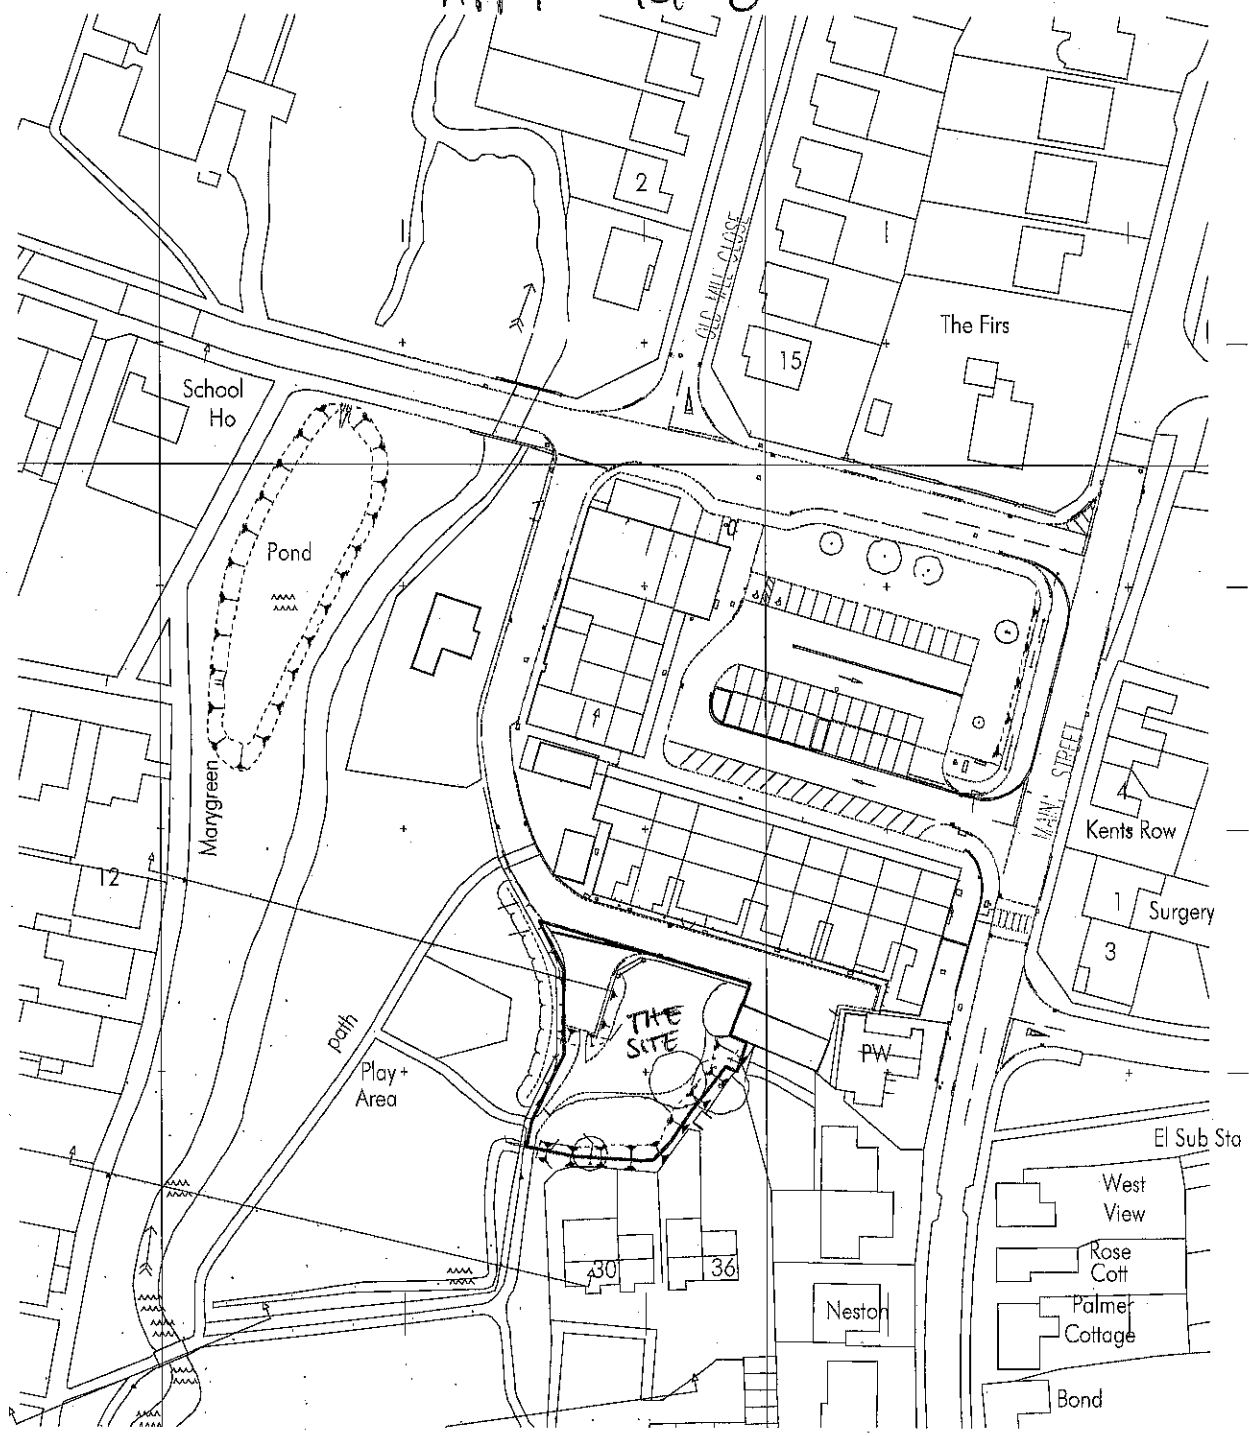 2
OLD MILL CLOSE
The Firs
15
School
Ho
Pond
MAIN STREET
4
Kents Row
Marygreen
12
1
Surgery
3
path
THE
SITE
PW
Play
Area
El Sub Sta
West
View
30
36
Rose
Cott
Neston
Palmer
Cottage
Bond